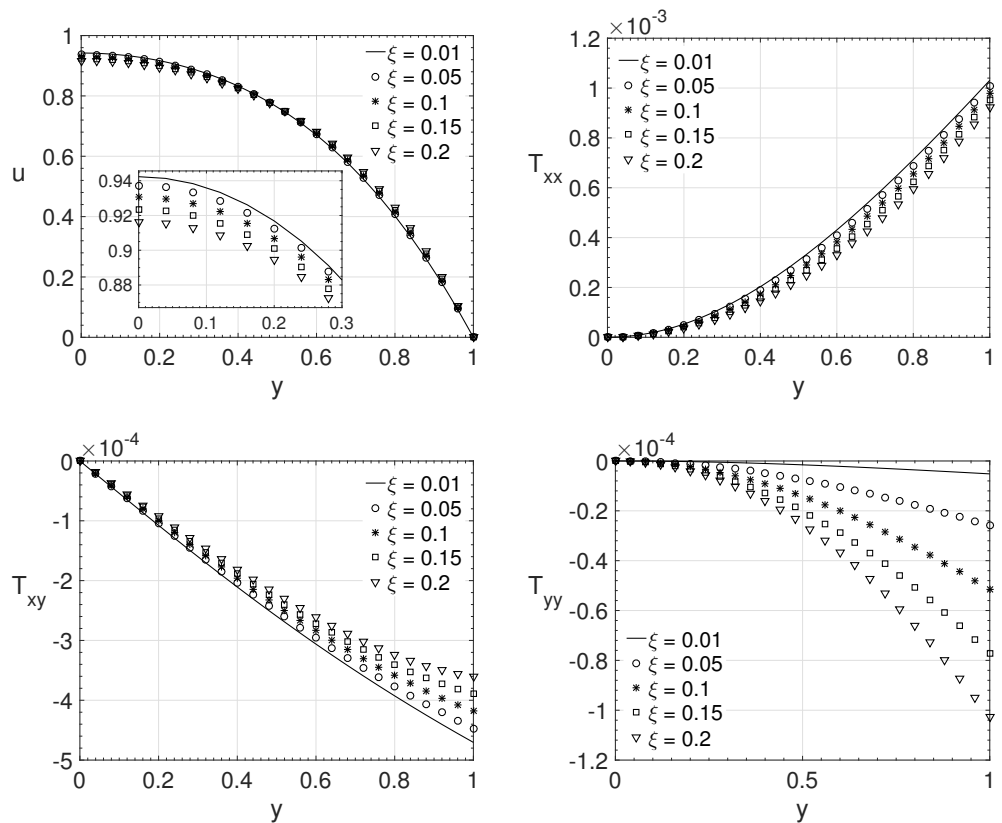 1
0.8
0.6
0.4
0.2
0
u
0 0.2 0.4 0.6 0.8 1
y
ξ = 0.01
ξ = 0.05
ξ = 0.1
ξ = 0.15
ξ = 0.2
0.94
0.92
0.9
0.88
0 0.1 0.2 0.3
× 10⁻³
1.2
1
0.8
0.6
0.4
0.2
0
T_xx
0 0.2 0.4 0.6 0.8 1
y
ξ = 0.01
ξ = 0.05
ξ = 0.1
ξ = 0.15
ξ = 0.2
× 10⁻⁴
0
-1
-2
-3
-4
-5
T_xy
0 0.2 0.4 0.6 0.8 1
y
ξ = 0.01
ξ = 0.05
ξ = 0.1
ξ = 0.15
ξ = 0.2
× 10⁻⁴
0
-0.2
-0.4
-0.6
-0.8
-1
-1.2
T_yy
0 0.5 1
y
ξ = 0.01
ξ = 0.05
ξ = 0.1
ξ = 0.15
ξ = 0.2